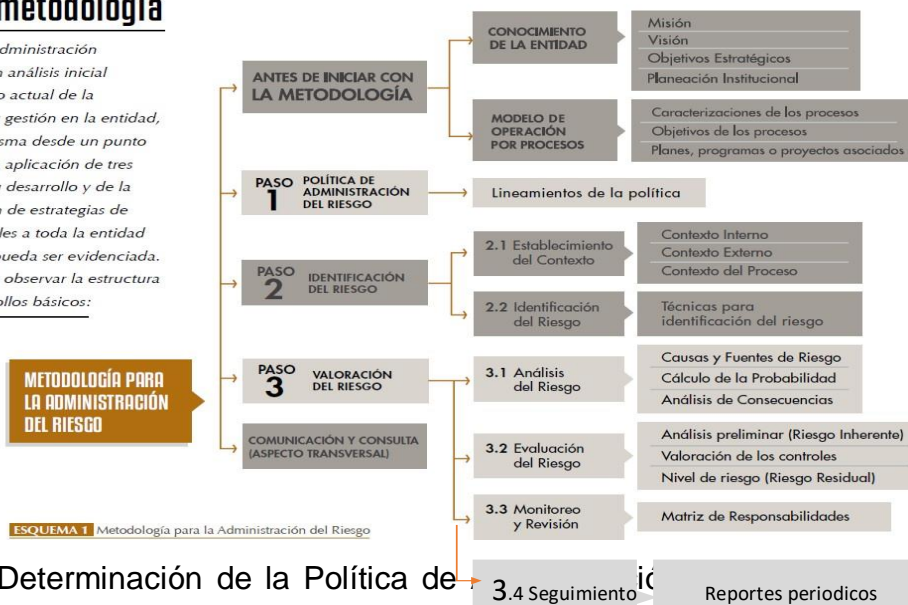 metodología
dministración
análisis inicial
o actual de la
gestión en la entidad,
sma desde un punto
aplicación de tres
desarrollo y de la
n de estrategias de
les a toda la entidad
ueda ser evidenciada.
observar la estructura
ollos básicos:
METODOLOGÍA PARA
LA ADMINISTRACIÓN
DEL RIESGO
ANTES DE INICIAR CON
LA METODOLOGÍA
CONOCIMIENTO
DE LA ENTIDAD
Misión
Visión
Objetivos Estratégicos
Planeación Institucional
MODELO DE
OPERACIÓN
POR PROCESOS
Caracterizaciones de los procesos
Objetivos de los procesos
Planes, programas o proyectos asociados
PASO 1
POLÍTICA DE
ADMINISTRACIÓN
DEL RIESGO
Lineamientos de la política
PASO 2
IDENTIFICACIÓN
DEL RIESGO
2.1 Establecimiento
del Contexto
Contexto Interno
Contexto Externo
Contexto del Proceso
2.2 Identificación
del Riesgo
Técnicas para
identificación del riesgo
PASO 3
VALORACIÓN
DEL RIESGO
3.1 Análisis
del Riesgo
Causas y Fuentes de Riesgo
Cálculo de la Probabilidad
Análisis de Consecuencias
3.2 Evaluación
del Riesgo
Análisis preliminar (Riesgo Inherente)
Valoración de los controles
Nivel de riesgo (Riesgo Residual)
3.3 Monitoreo
y Revisión
Matriz de Responsabilidades
3.4 Seguimiento
Reportes periodicos
COMUNICACIÓN Y CONSULTA
(ASPECTO TRANSVERSAL)
ESQUEMA 1 Metodología para la Administración del Riesgo
Determinación de la Política de